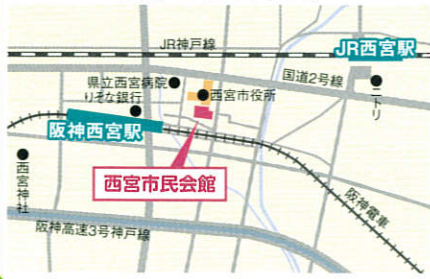 JR神戸線
JR西宮駅
国道2号線
県立西宮病院
りそな銀行
西宮市役所
ニトリ
阪神西宮駅
西宮市民会館
西宮神社
阪神電車
阪神高速3号神戸線